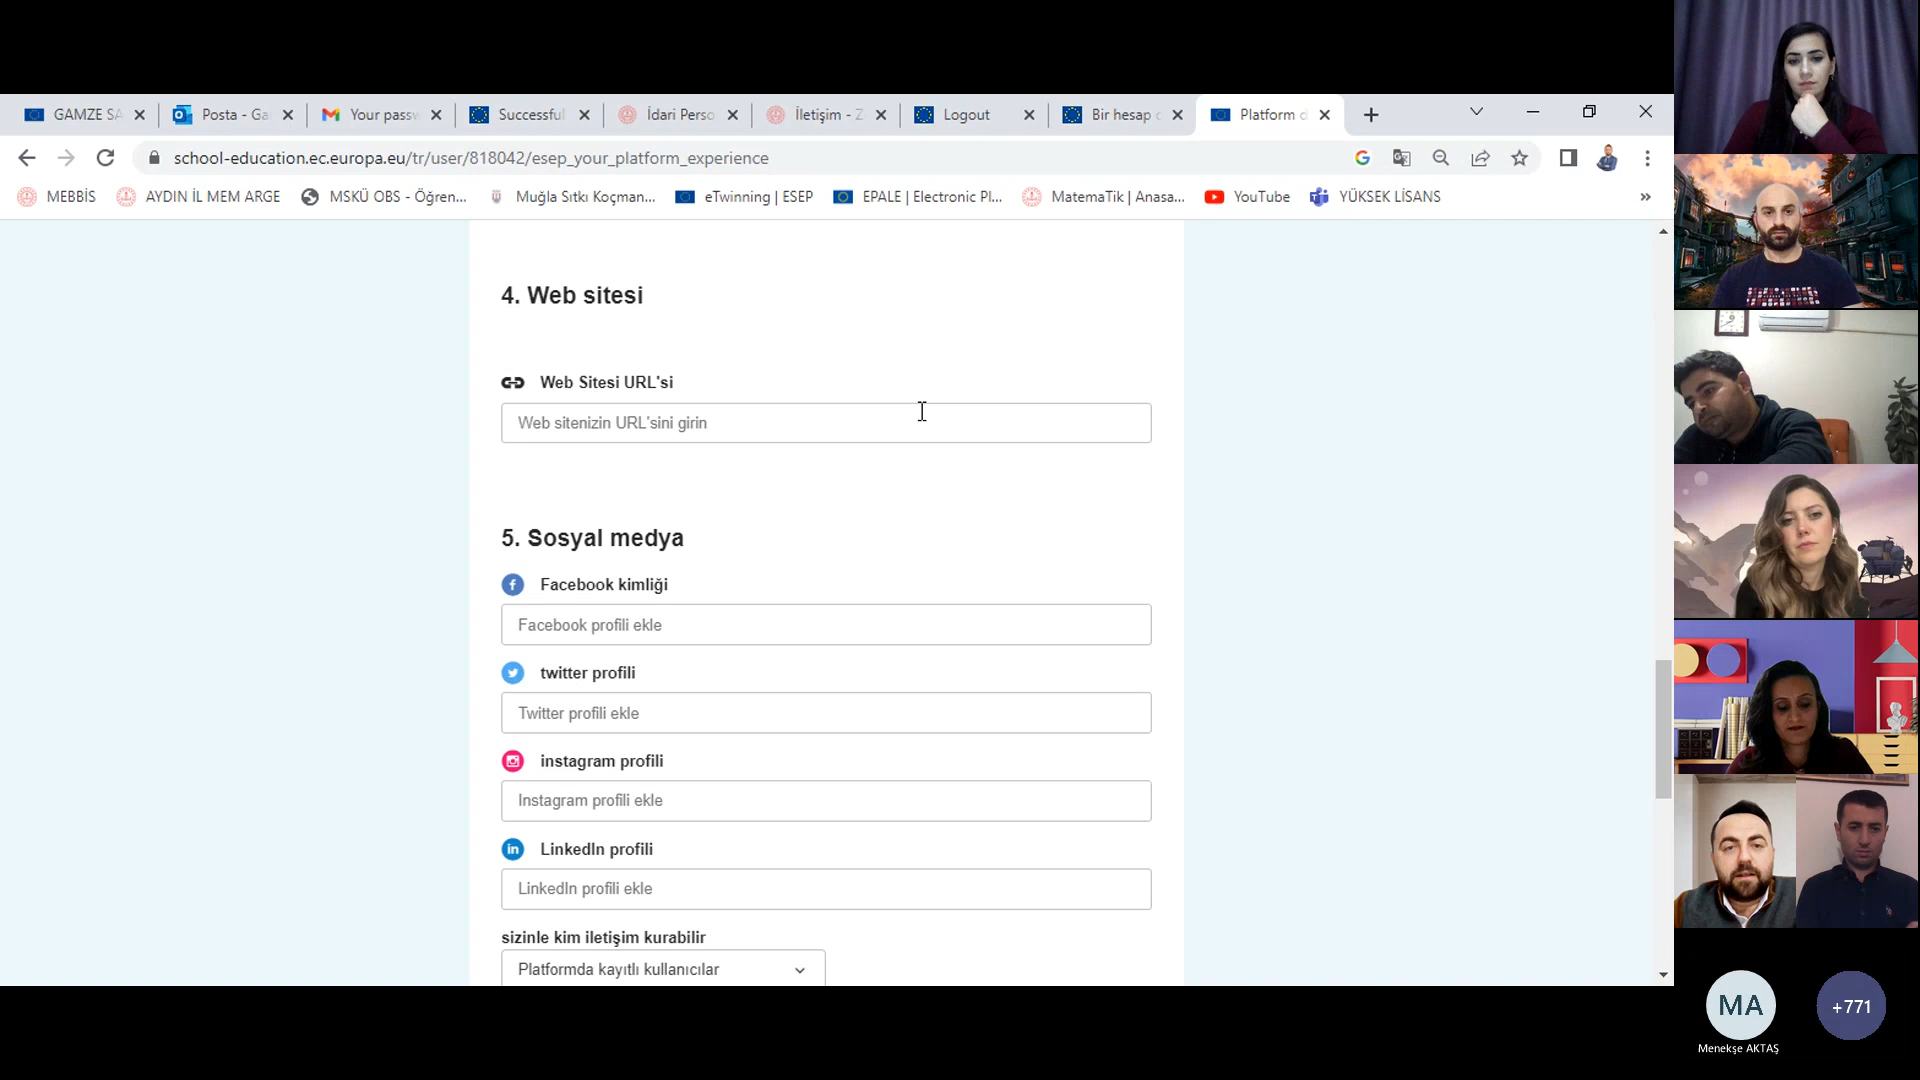 GAMZE SA
Posta - Ga
Your passw
Successful
İdari Perso
İletişim - Z
Logout
Bir hesap o
Platform d
school-education.ec.europa.eu/tr/user/818042/esep_your_platform_experience
MEBBİS
AYDIN İL MEM ARGE
MSKÜ OBS - Öğren...
Muğla Sıtkı Koçman...
eTwinning | ESEP
EPALE | Electronic Pl...
MatemaTik | Anasa...
YouTube
YÜKSEK LİSANS
4. Web sitesi
Web Sitesi URL'si
Web sitenizin URL'sini girin
5. Sosyal medya
Facebook kimliği
Facebook profili ekle
twitter profili
Twitter profili ekle
instagram profili
Instagram profili ekle
LinkedIn profili
LinkedIn profili ekle
sizinle kim iletişim kurabilir
Platformda kayıtlı kullanıcılar
MA
+771
Menekşe AKTAŞ